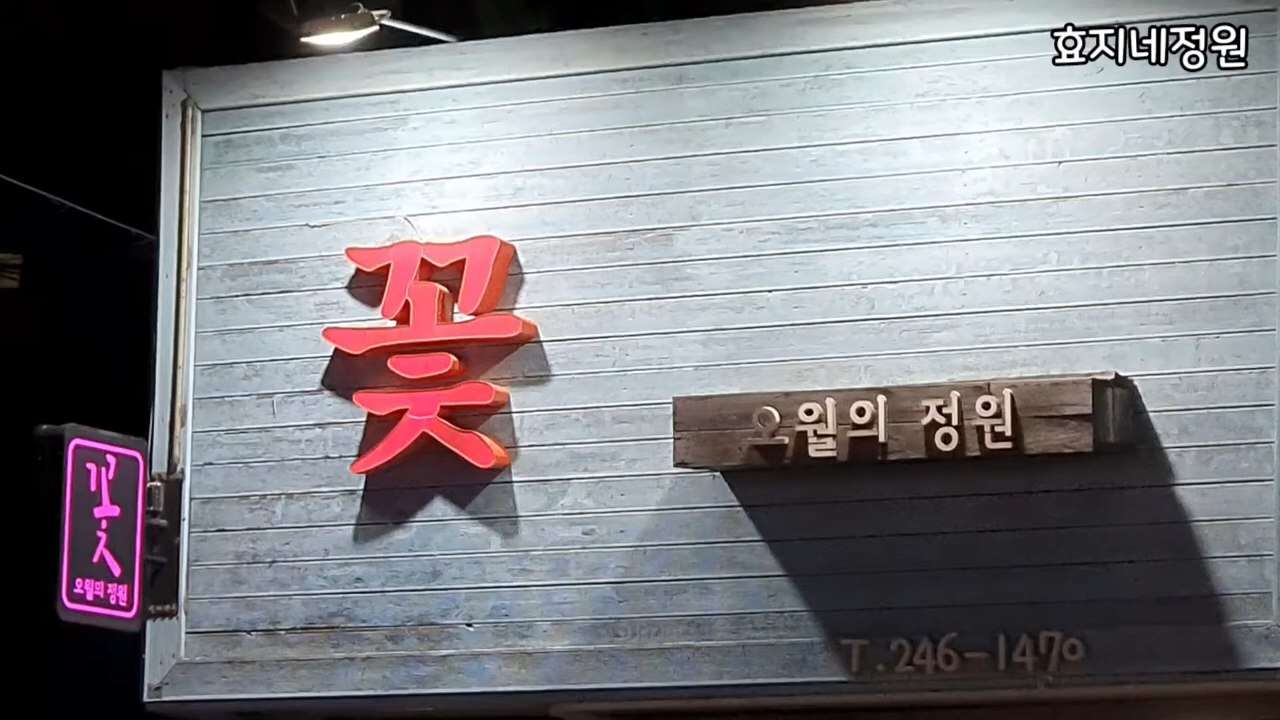 효지네정원
꽃
오월의 정원
T.246-1470
꽃
오월의 정원